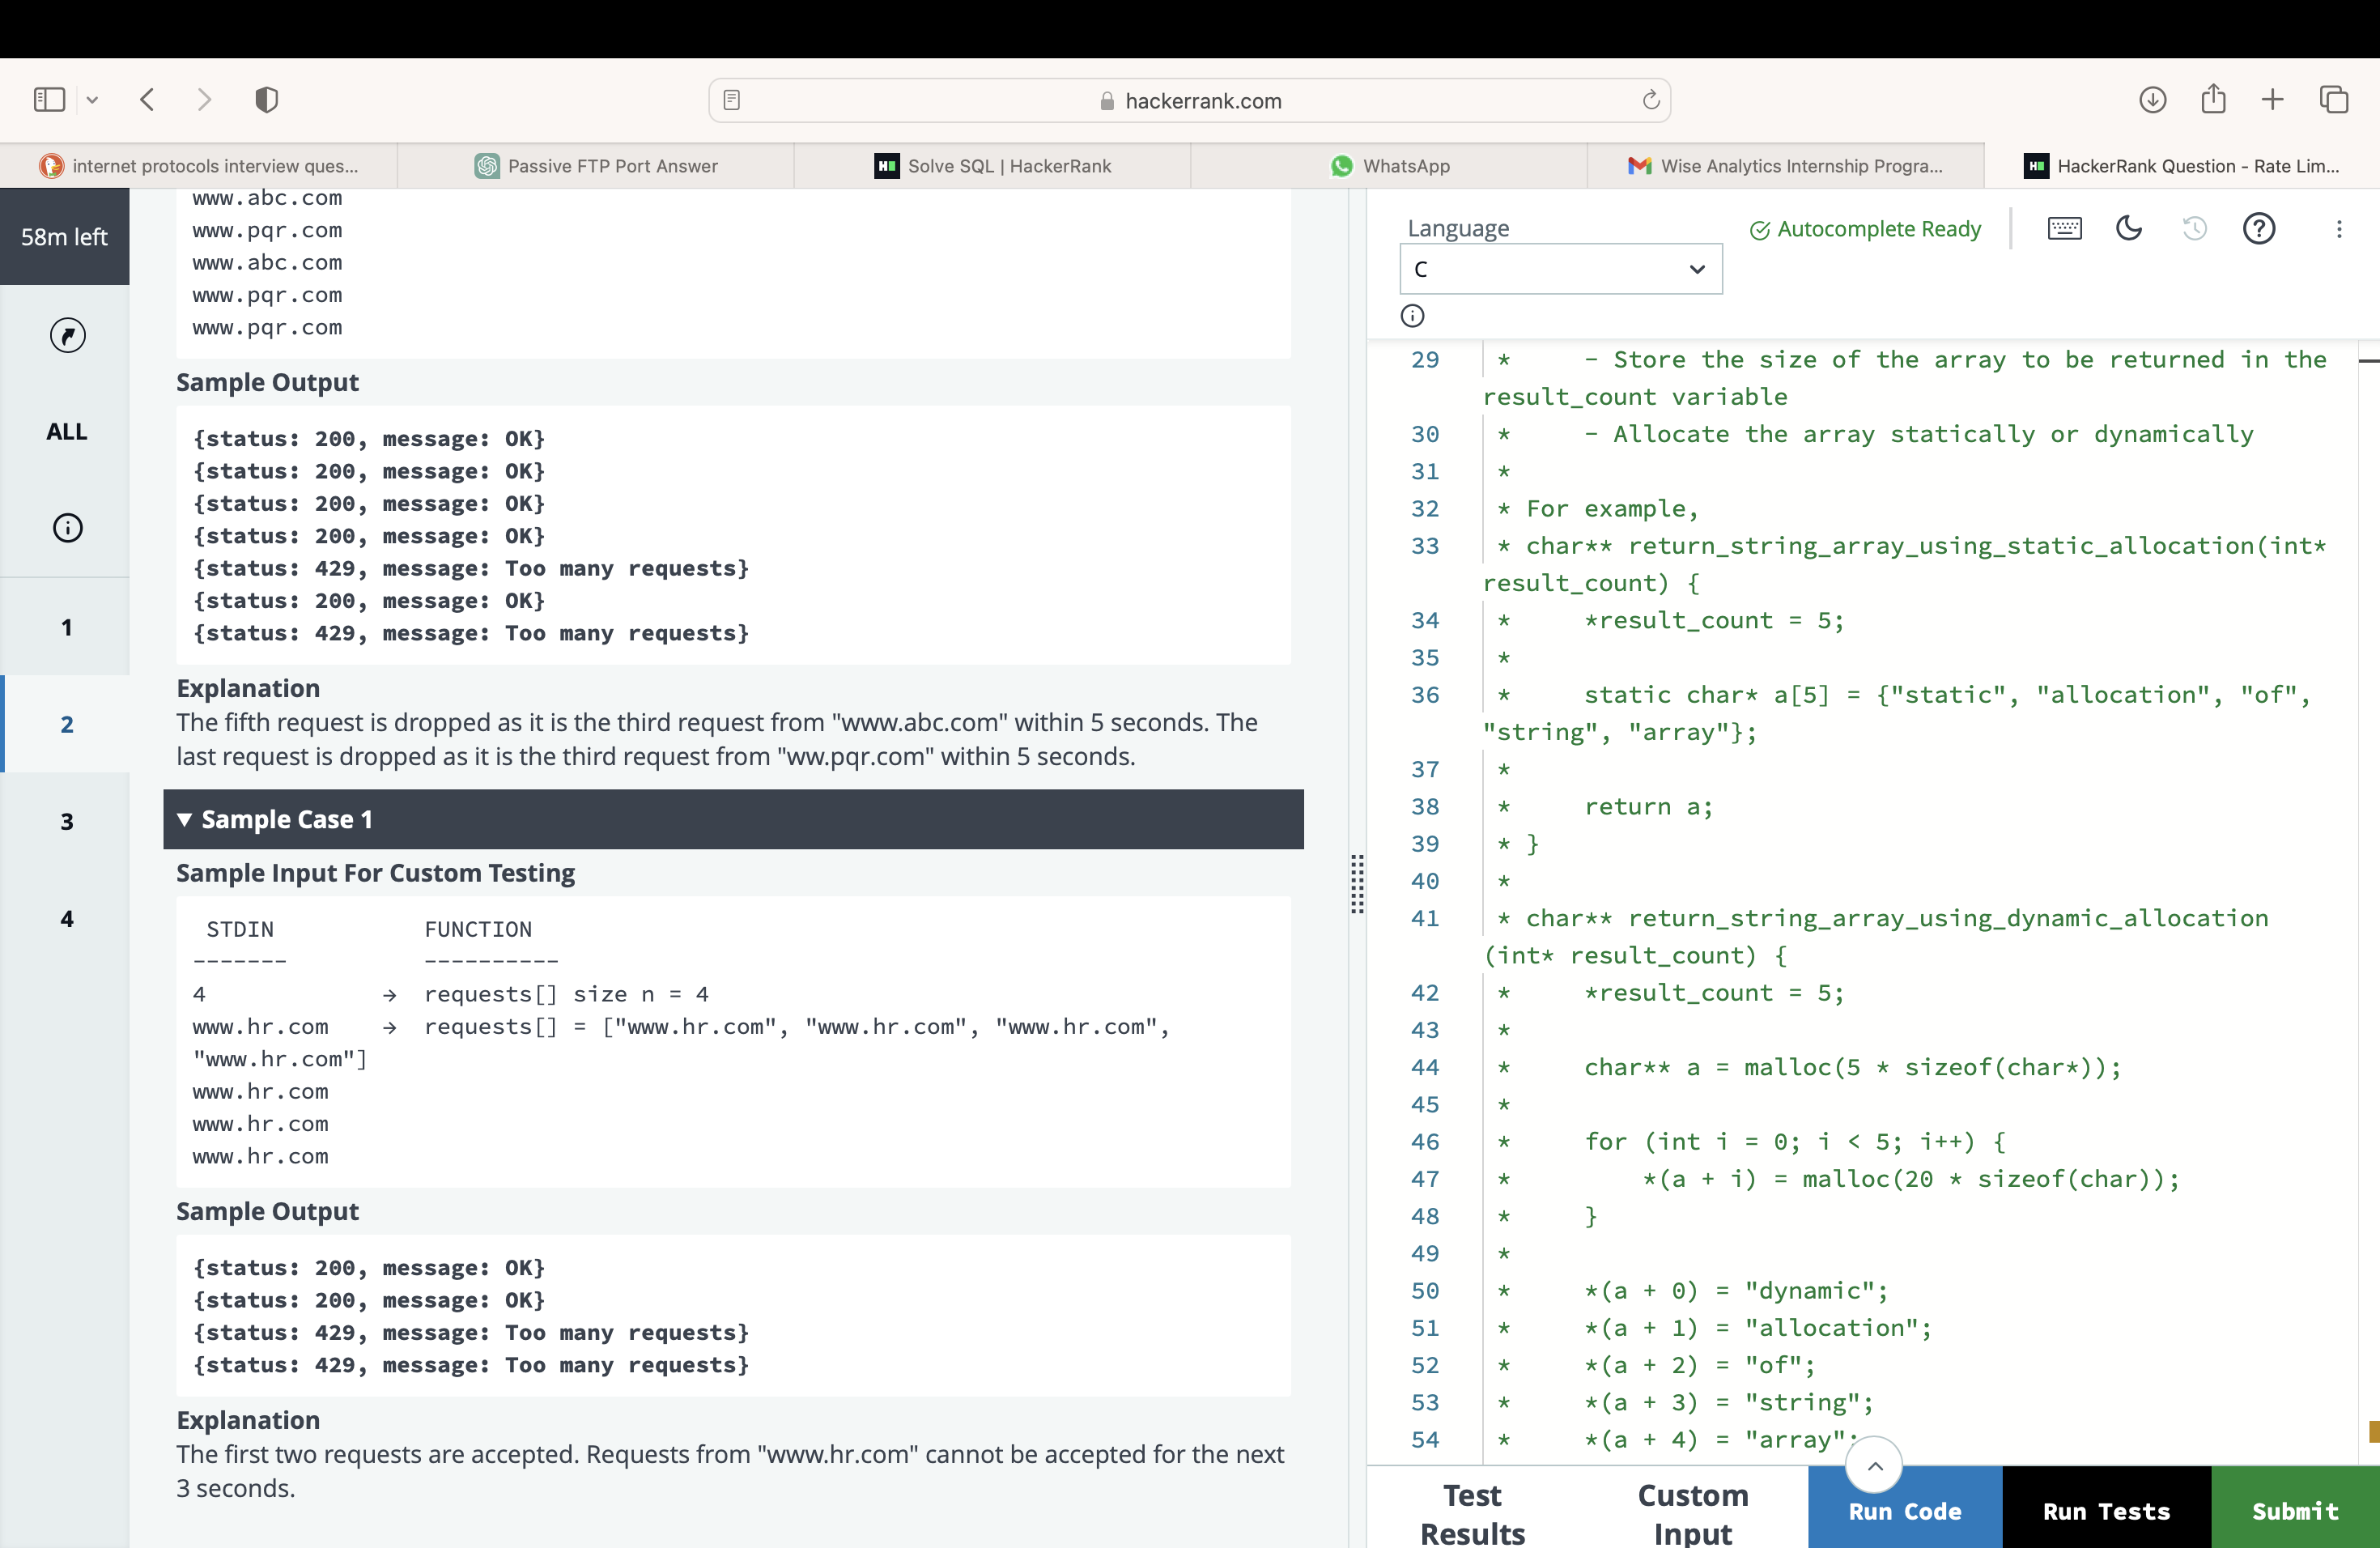 hackerrank.com
internet protocols interview ques...
Passive FTP Port Answer
Solve SQL | HackerRank
WhatsApp
Wise Analytics Internship Progra...
HackerRank Question - Rate Lim...
58m left
ALL
1
2
3
4
www.abc.com
www.pqr.com
www.abc.com
www.pqr.com
www.pqr.com
Sample Output
{status: 200, message: OK}
{status: 200, message: OK}
{status: 200, message: OK}
{status: 200, message: OK}
{status: 429, message: Too many requests}
{status: 200, message: OK}
{status: 429, message: Too many requests}
Explanation
The fifth request is dropped as it is the third request from "www.abc.com" within 5 seconds. The
last request is dropped as it is the third request from "ww.pqr.com" within 5 seconds.
▼ Sample Case 1
Sample Input For Custom Testing
STDIN FUNCTION
------- ----------
4 → requests[] size n = 4
www.hr.com → requests[] = ["www.hr.com", "www.hr.com", "www.hr.com",
"www.hr.com"]
www.hr.com
www.hr.com
www.hr.com
Sample Output
{status: 200, message: OK}
{status: 200, message: OK}
{status: 429, message: Too many requests}
{status: 429, message: Too many requests}
Explanation
The first two requests are accepted. Requests from "www.hr.com" cannot be accepted for the next
3 seconds.
Language
Autocomplete Ready
C
29 * - Store the size of the array to be returned in the
result_count variable
30 * - Allocate the array statically or dynamically
31 *
32 * For example,
33 * char** return_string_array_using_static_allocation(int*
result_count) {
34 * *result_count = 5;
35 *
36 * static char* a[5] = {"static", "allocation", "of",
"string", "array"};
37 *
38 * return a;
39 * }
40 *
41 * char** return_string_array_using_dynamic_allocation
(int* result_count) {
42 * *result_count = 5;
43 *
44 * char** a = malloc(5 * sizeof(char*));
45 *
46 * for (int i = 0; i < 5; i++) {
47 * *(a + i) = malloc(20 * sizeof(char));
48 * }
49 *
50 * *(a + 0) = "dynamic";
51 * *(a + 1) = "allocation";
52 * *(a + 2) = "of";
53 * *(a + 3) = "string";
54 * *(a + 4) = "array";
Test
Results
Custom
Input
Run Code
Run Tests
Submit